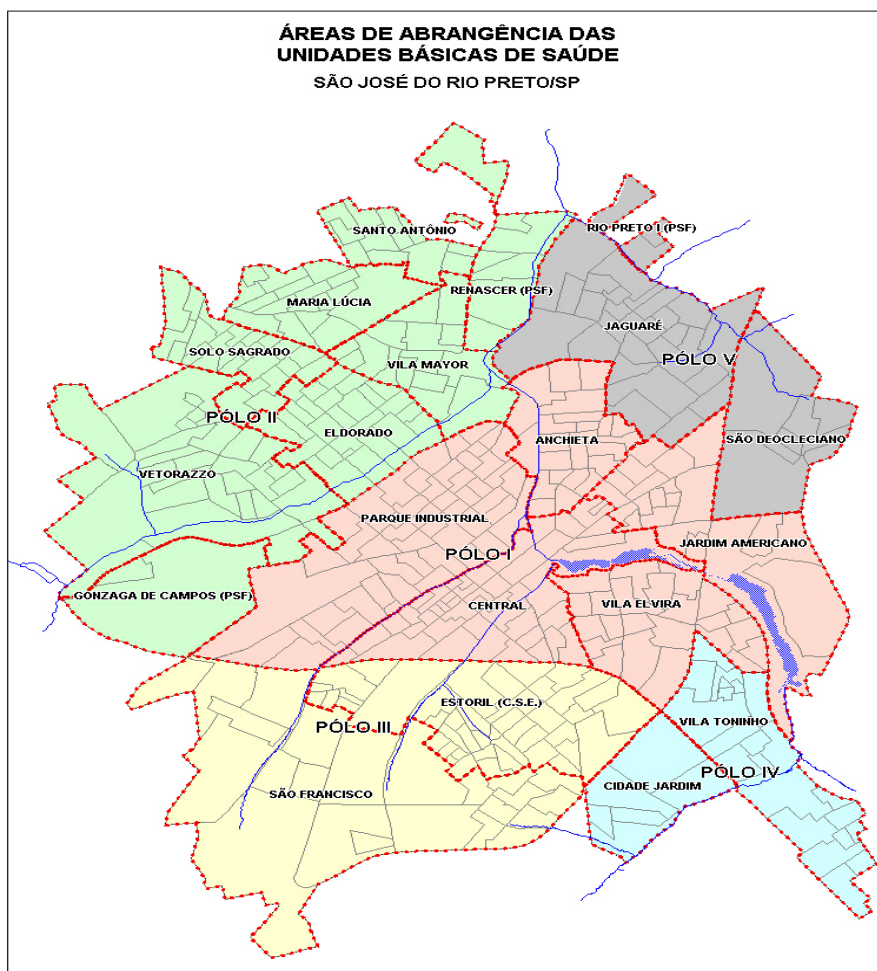 ÁREAS DE ABRANGÊNCIA DAS
UNIDADES BÁSICAS DE SAÚDE
SÃO JOSÉ DO RIO PRETO/SP
SANTO ANTÔNIO
RIO PRETO I (PSF)
RENASCER (PSF)
MARIA LÚCIA
JAGUARÉ
SOLO SAGRADO
VILA MAYOR
PÓLO V
PÓLO II
ELDORADO
ANCHIETA
SÃO DEOCLECIANO
VETORAZZO
PARQUE INDUSTRIAL
JARDIM AMERICANO
PÓLO I
GONZAGA DE CAMPOS (PSF)
CENTRAL
VILA ELVIRA
ESTORIL (C.S.E.)
PÓLO III
VILA TONINHO
PÓLO IV
SÃO FRANCISCO
CIDADE JARDIM